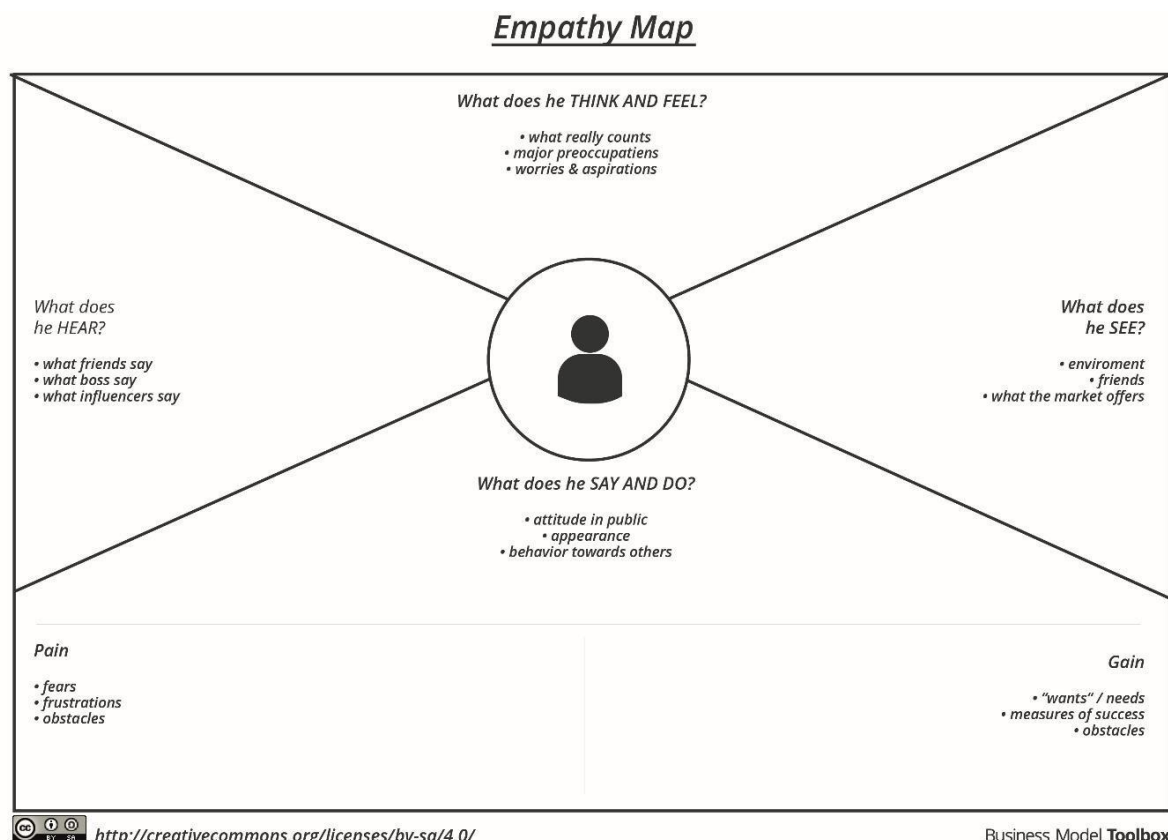 Empathy Map
What does he THINK AND FEEL?
• what really counts
• major preoccupatiens
• worries & aspirations
What does
he HEAR?
• what friends say
• what boss say
• what influencers say
What does
he SEE?
• enviroment
• friends
• what the market offers
What does he SAY AND DO?
• attitude in public
• appearance
• behavior towards others
Pain
• fears
• frustrations
• obstacles
Gain
• “wants” / needs
• measures of success
• obstacles
cc BY SA
http://creativecommons.org/licenses/by-sa/4.0/
Business Model Toolbox